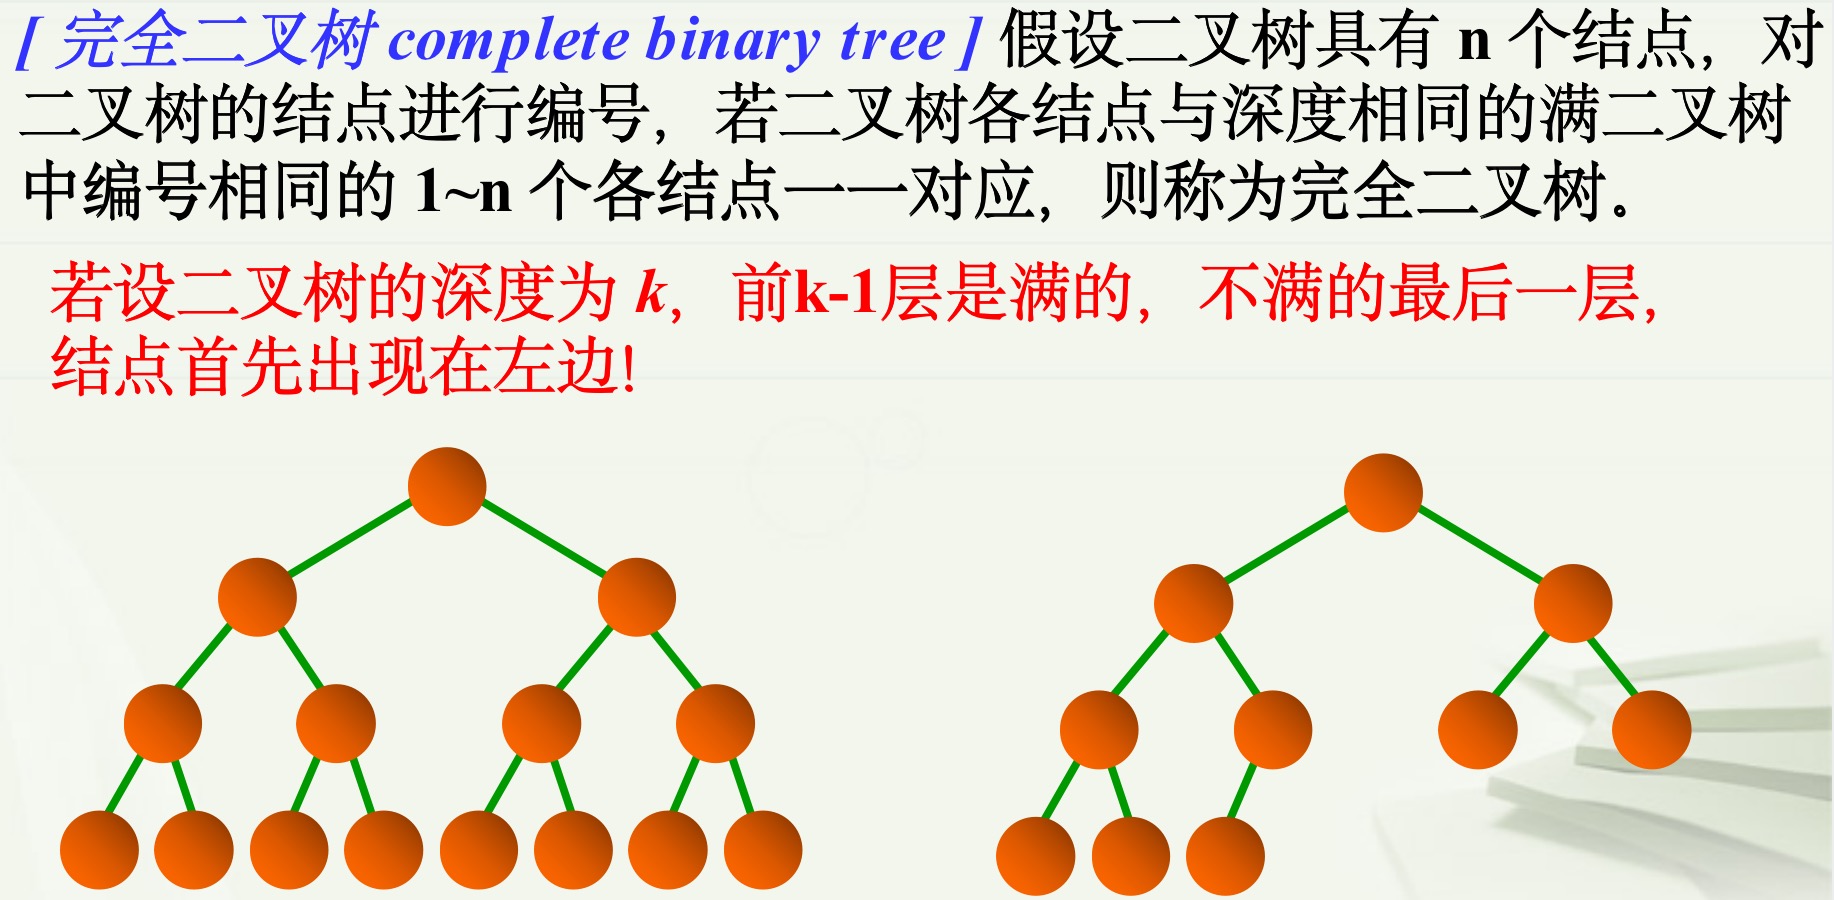 [ 完全二叉树 complete binary tree ] 假设二叉树具有 n 个结点，对
二叉树的结点进行编号，若二叉树各结点与深度相同的满二叉树
中编号相同的 1~n 个各结点一一对应，则称为完全二叉树。
若设二叉树的深度为 k，前k-1层是满的，不满的最后一层，
结点首先出现在左边!